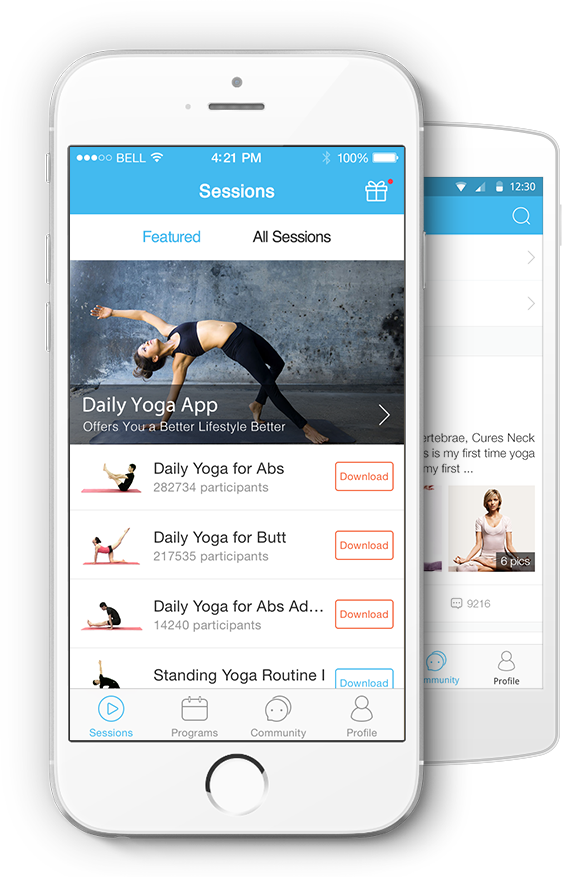 BELL 4:21 PM 100%
Sessions
Featured All Sessions
Daily Yoga App
Offers You a Better Lifestyle Better
Daily Yoga for Abs
282734 participants
Download
Daily Yoga for Butt
217535 participants
Download
Daily Yoga for Abs Ad...
14240 participants
Download
Standing Yoga Routine I
Download
Sessions Programs Community Profile
12:30
ertebrae, Cures Neck
is my first time yoga
my first ...
6 pics
9216
mmunity Profile